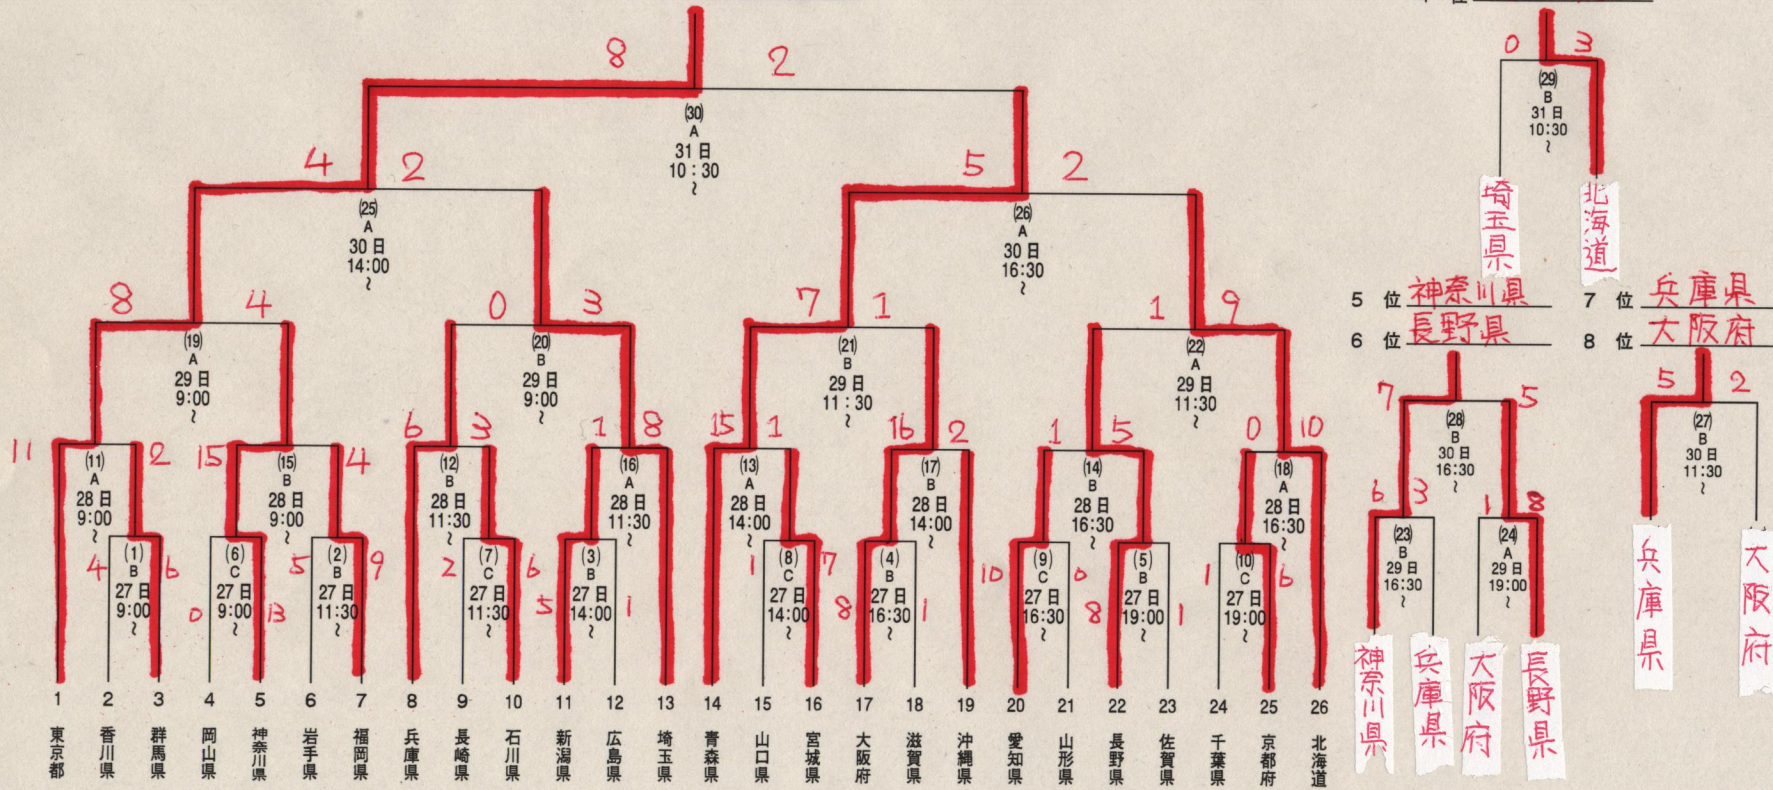 位
8 2
0 3
(30)
A
31日
10:30
～
(29)
B
31日
10:30
～
埼玉県
北海道
4 2
5 2
(25)
A
30日
14:00
～
(26)
A
30日
16:30
～
5 位 神奈川県
7 位 兵庫県
6 位 長野県
8 位 大阪府
8 4
0 3
7 1
1 9
(19)
A
29日
9:00
～
(20)
B
29日
9:00
～
(21)
B
29日
11:30
～
(22)
A
29日
11:30
～
7 5
(28)
B
30日
16:30
～
5 2
(27)
B
30日
11:30
～
兵庫県
大阪府
11 2
(11)
A
28日
9:00
～
15 4
(15)
B
28日
9:00
～
6 3
(12)
B
28日
11:30
～
1 8
(16)
A
28日
11:30
～
15 1
(13)
A
28日
14:00
～
16 2
(17)
B
28日
14:00
～
1 5
(14)
B
28日
16:30
～
0 10
(18)
A
28日
16:30
～
6 3
(23)
B
29日
16:30
～
1 8
(24)
A
29日
19:00
～
神奈川県
兵庫県
大阪府
長野県
4 6
(1)
B
27日
9:00
～
0 13
(6)
C
27日
9:00
～
5 9
(2)
B
27日
11:30
～
2 6
(7)
C
27日
11:30
～
5 1
(3)
B
27日
14:00
～
1 7
(8)
C
27日
14:00
～
8 1
(4)
B
27日
16:30
～
10 0
(9)
C
27日
16:30
～
8 1
(5)
B
27日
19:00
～
1 6
(10)
C
27日
19:00
～
1 2 3 4 5 6 7 8 9 10 11 12 13 14 15 16 17 18 19 20 21 22 23 24 25 26
東京都
香川県
群馬県
岡山県
神奈川県
岩手県
福岡県
兵庫県
長崎県
石川県
新潟県
広島県
埼玉県
青森県
山口県
宮城県
大阪府
滋賀県
沖縄県
愛知県
山形県
長野県
佐賀県
千葉県
京都府
北海道